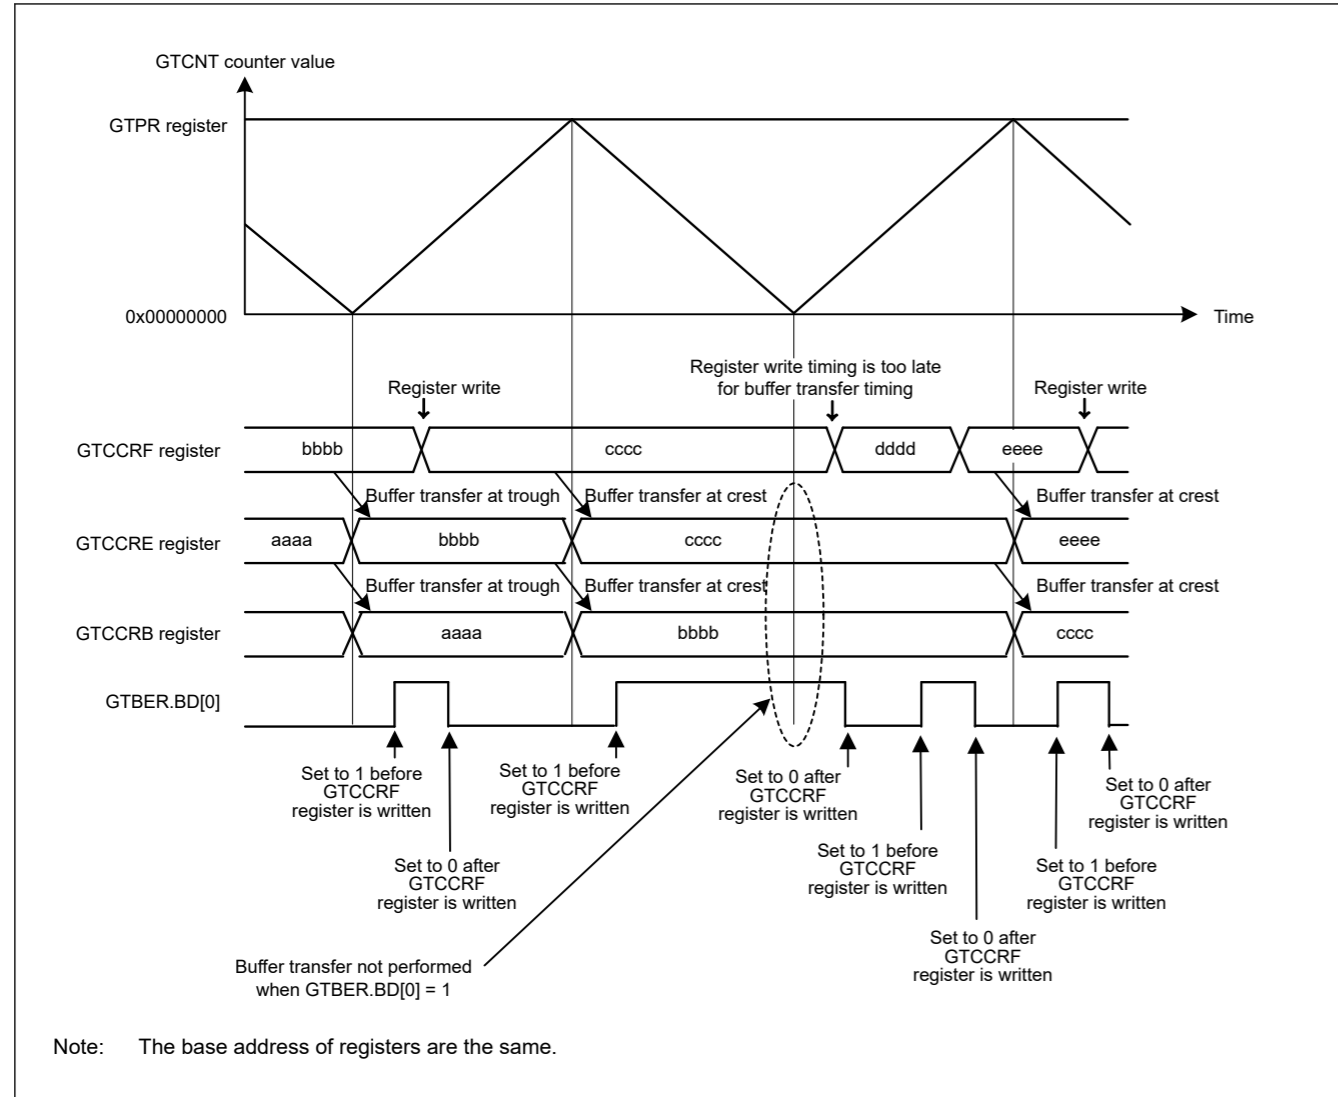 GTCNT counter value
GTPR register
0x00000000
Time
Register write timing is too late
for buffer transfer timing
Register write
Register write
GTCCRF register
bbbb
cccc
dddd
eeee
Buffer transfer at trough
Buffer transfer at crest
Buffer transfer at crest
GTCCRE register
aaaa
bbbb
cccc
eeee
Buffer transfer at trough
Buffer transfer at crest
Buffer transfer at crest
GTCCRB register
aaaa
bbbb
cccc
GTBER.BD[0]
Set to 1 before
GTCCRF
register is written
Set to 0 after
GTCCRF
register is written
Set to 1 before
GTCCRF
register is written
Set to 0 after
GTCCRF
register is written
Set to 1 before
GTCCRF
register is written
Set to 0 after
GTCCRF
register is written
Set to 1 before
GTCCRF
register is written
Set to 0 after
GTCCRF
register is written
Buffer transfer not performed
when GTBER.BD[0] = 1
Note: The base address of registers are the same.